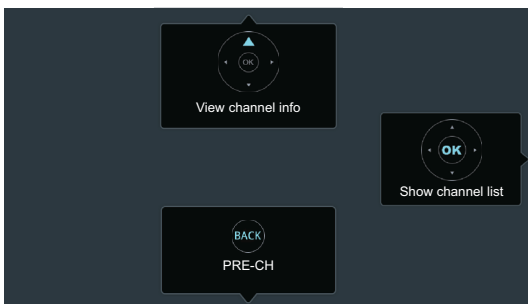 OK
View channel info
OK
Show channel list
BACK
PRE-CH